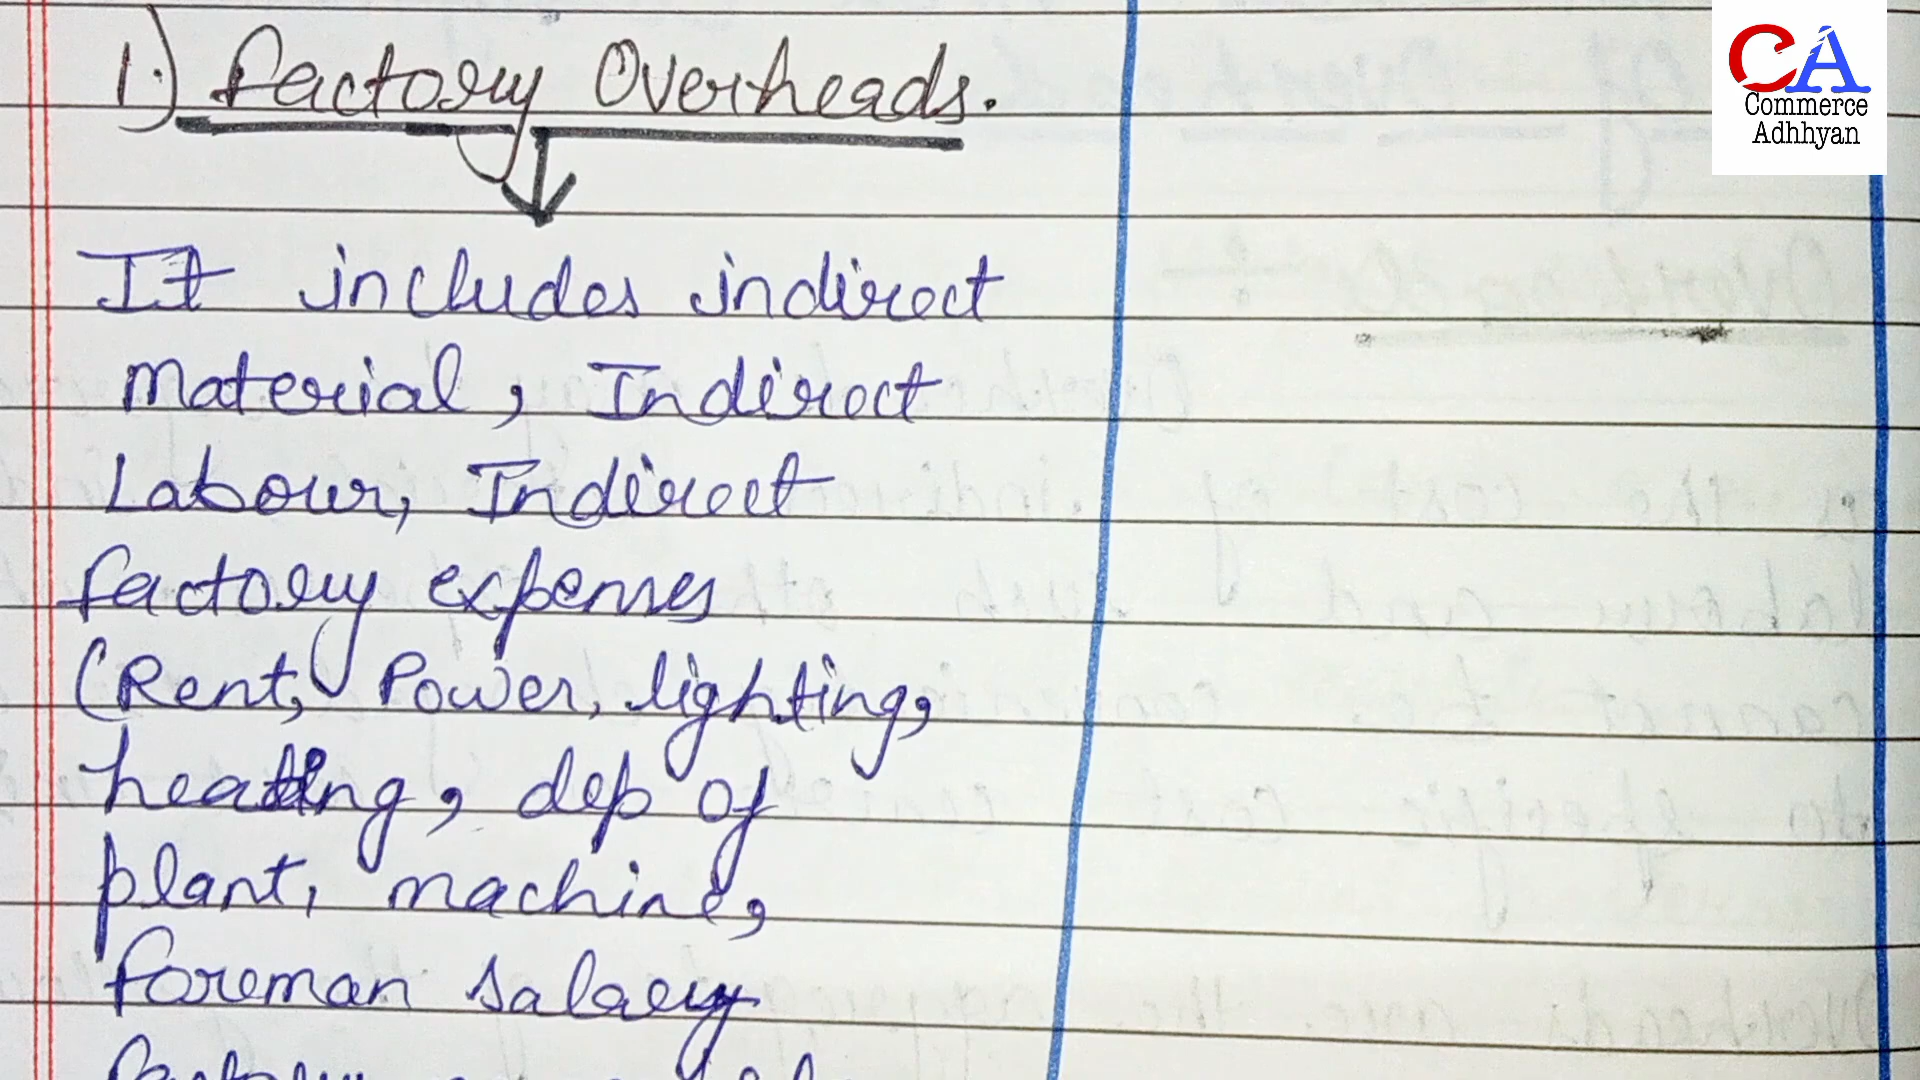 1.) Factory Overheads.
CA
Commerce
Adhhyan
It includes indirect
Material, Indirect
Labour, Indirect
factory expenses
(Rent, Power, lighting,
heating, dep of
plant, machine,
foreman salary